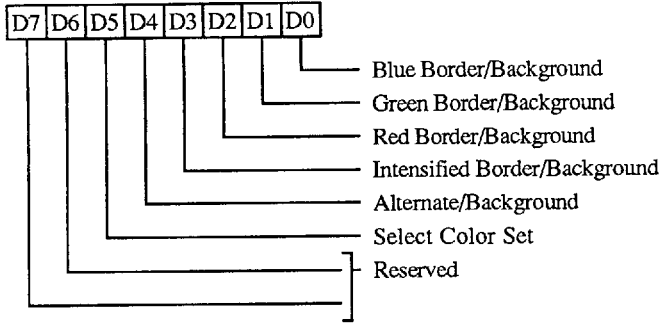 D7 D6 D5 D4 D3 D2 D1 D0
Blue Border/Background
Green Border/Background
Red Border/Background
Intensified Border/Background
Alternate/Background
Select Color Set
Reserved